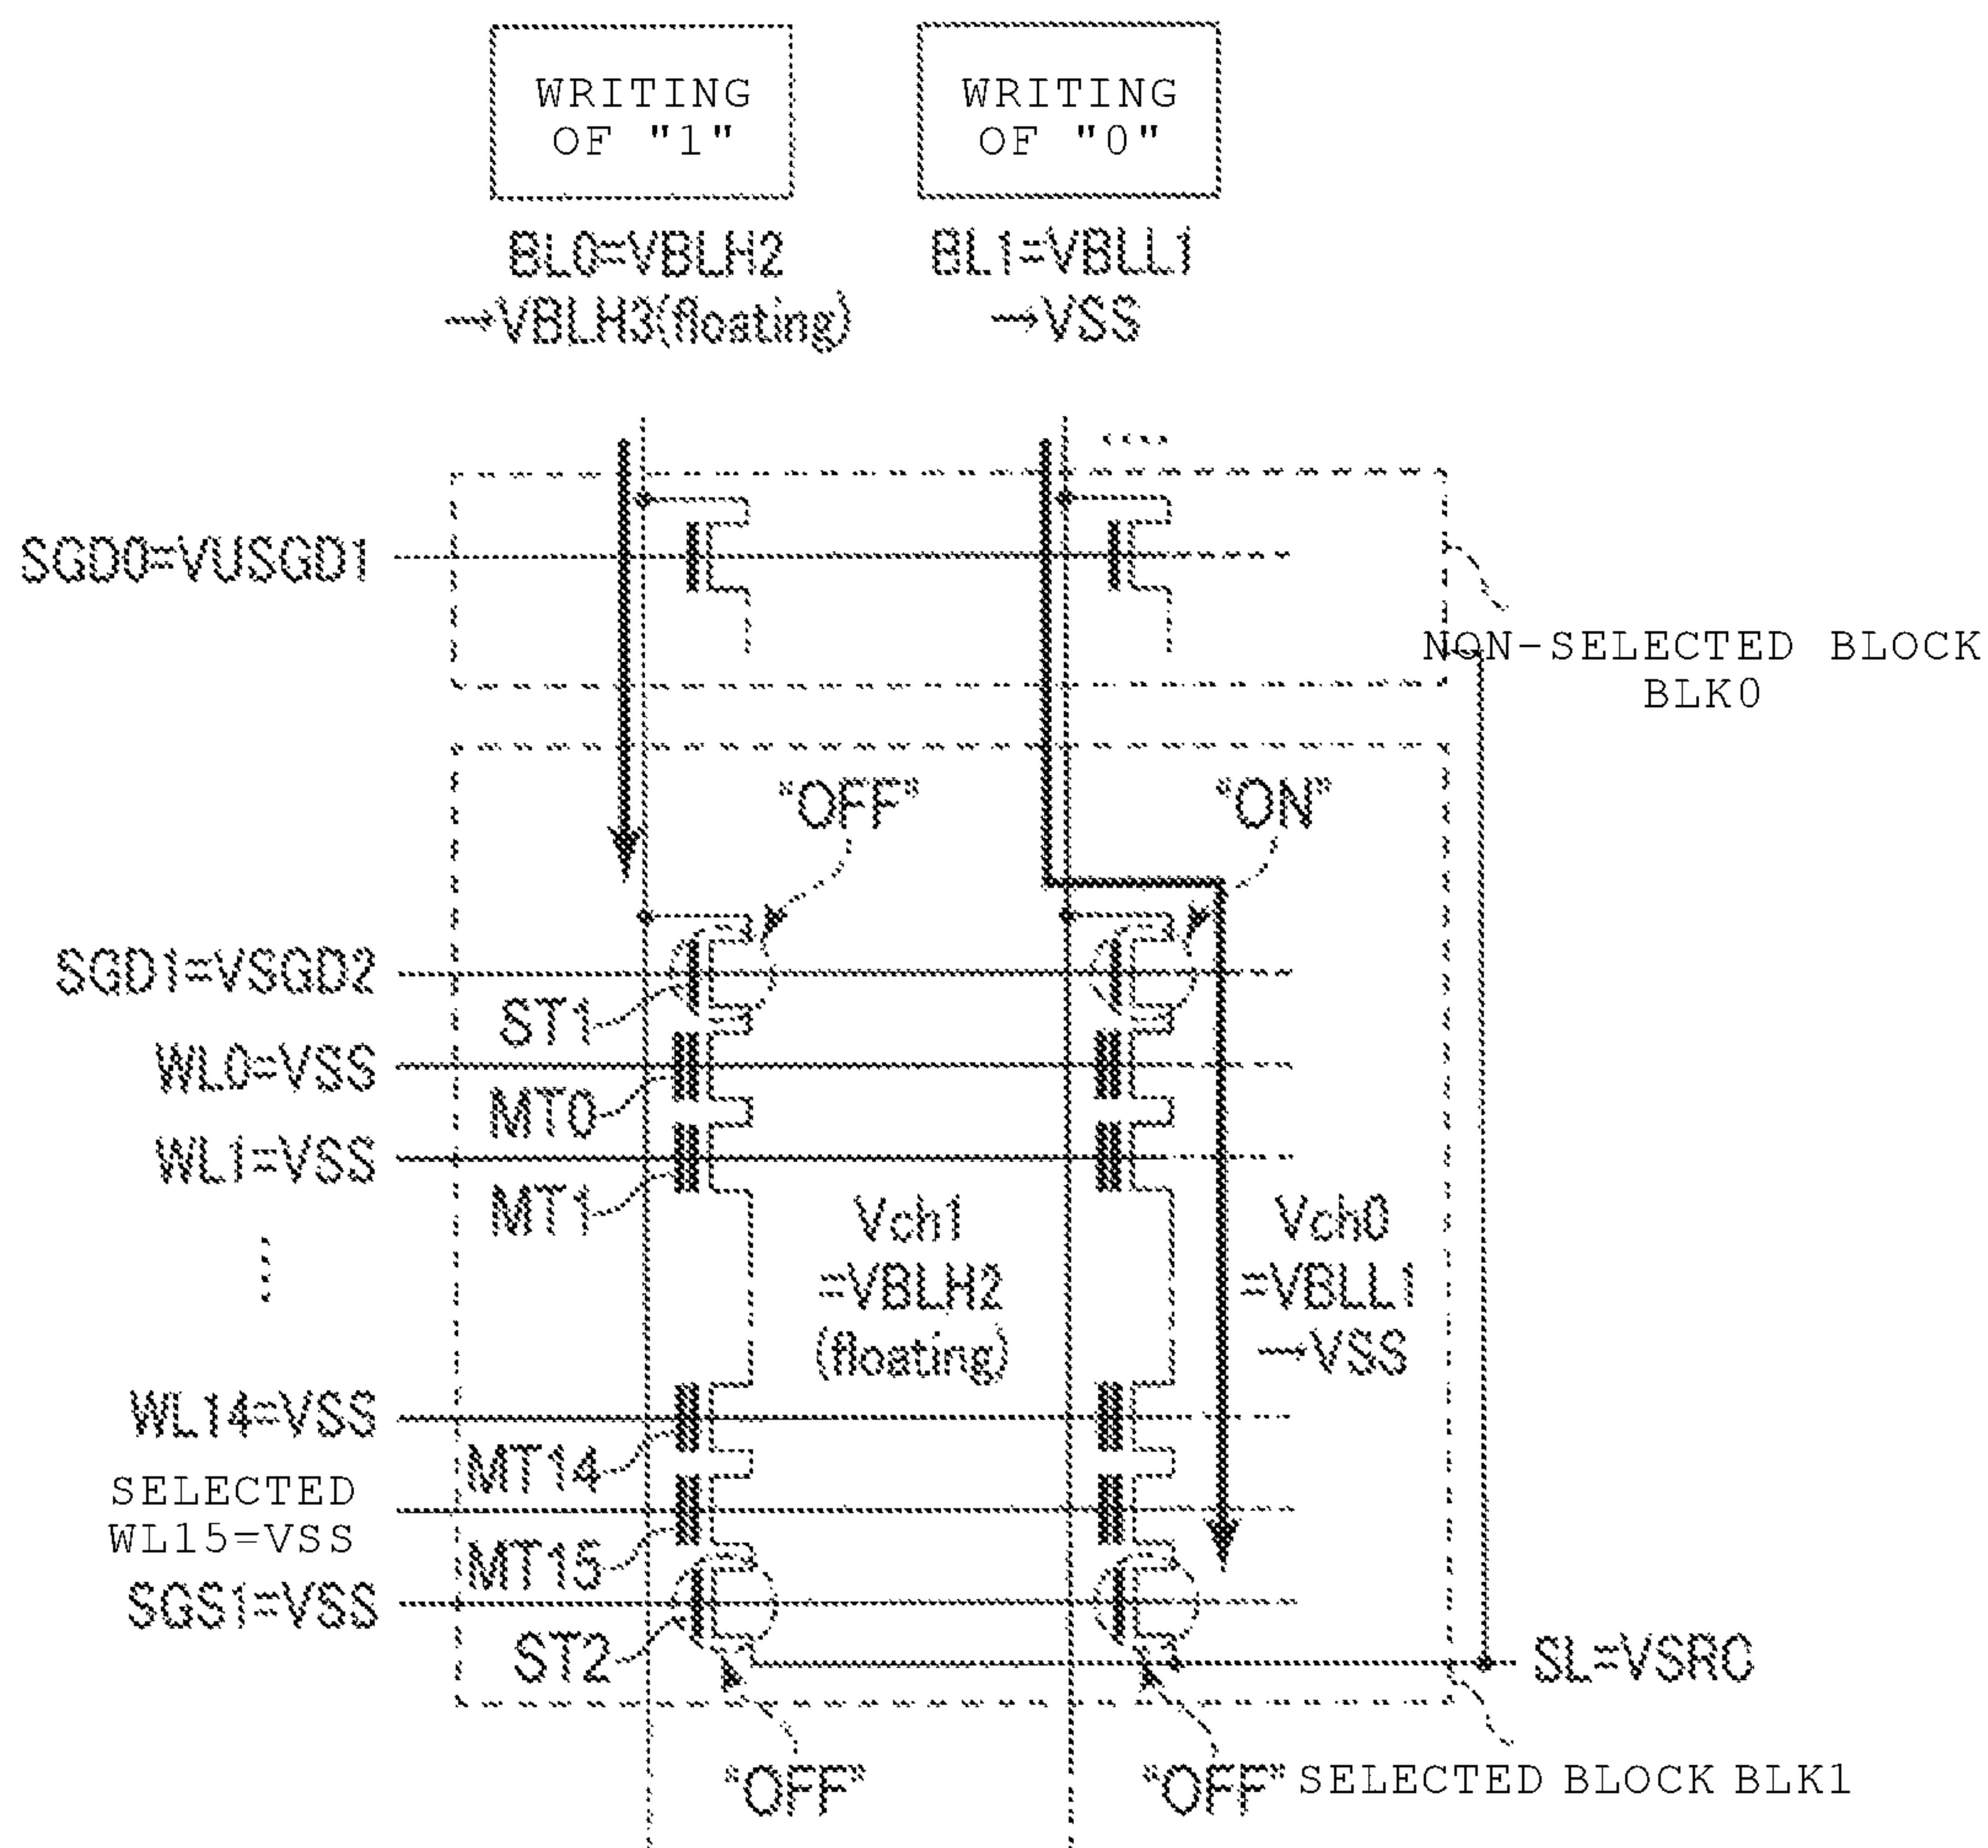 WRITING
OF "1"
WRITING
OF "0"
BL0=VBLH2
→VBLH3(floating)
BL1=VBLL1
→VSS
SGD0=VUSGD1
NON-SELECTED BLOCK
BLK0
"OFF"
"ON"
SGD1=VSGD2
ST1
WL0=VSS
MT0
WL1=VSS
MT1
Vch1
=VBLH2
(floating)
Vch0
=VBLL1
→VSS
WL14=VSS
MT14
SELECTED
WL15=VSS
MT15
SGS1=VSS
ST2
SL=VSRC
"OFF"
"OFF"
SELECTED BLOCK BLK1